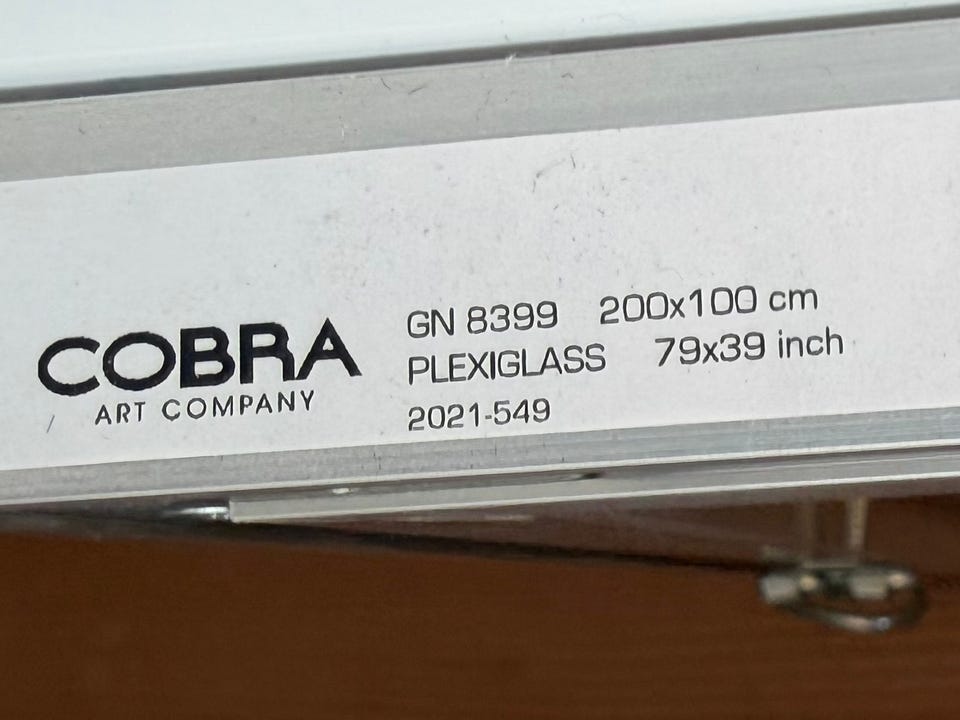 COBRA
ART COMPANY
GN 8399 200x100 cm
PLEXIGLASS 79x39 inch
2021-549